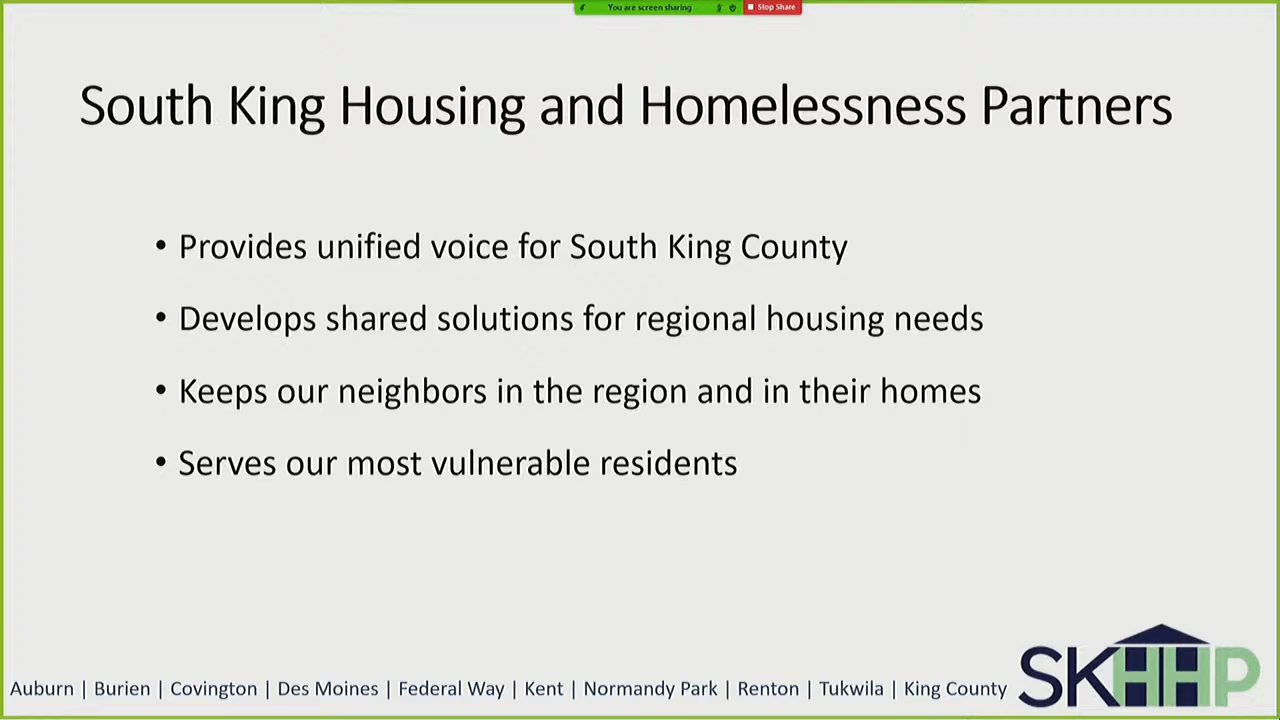 You are screen sharing
Stop Share
South King Housing and Homelessness Partners
• Provides unified voice for South King County
• Develops shared solutions for regional housing needs
• Keeps our neighbors in the region and in their homes
• Serves our most vulnerable residents
Auburn | Burien | Covington | Des Moines | Federal Way | Kent | Normandy Park | Renton | Tukwila | King County
SKHHP